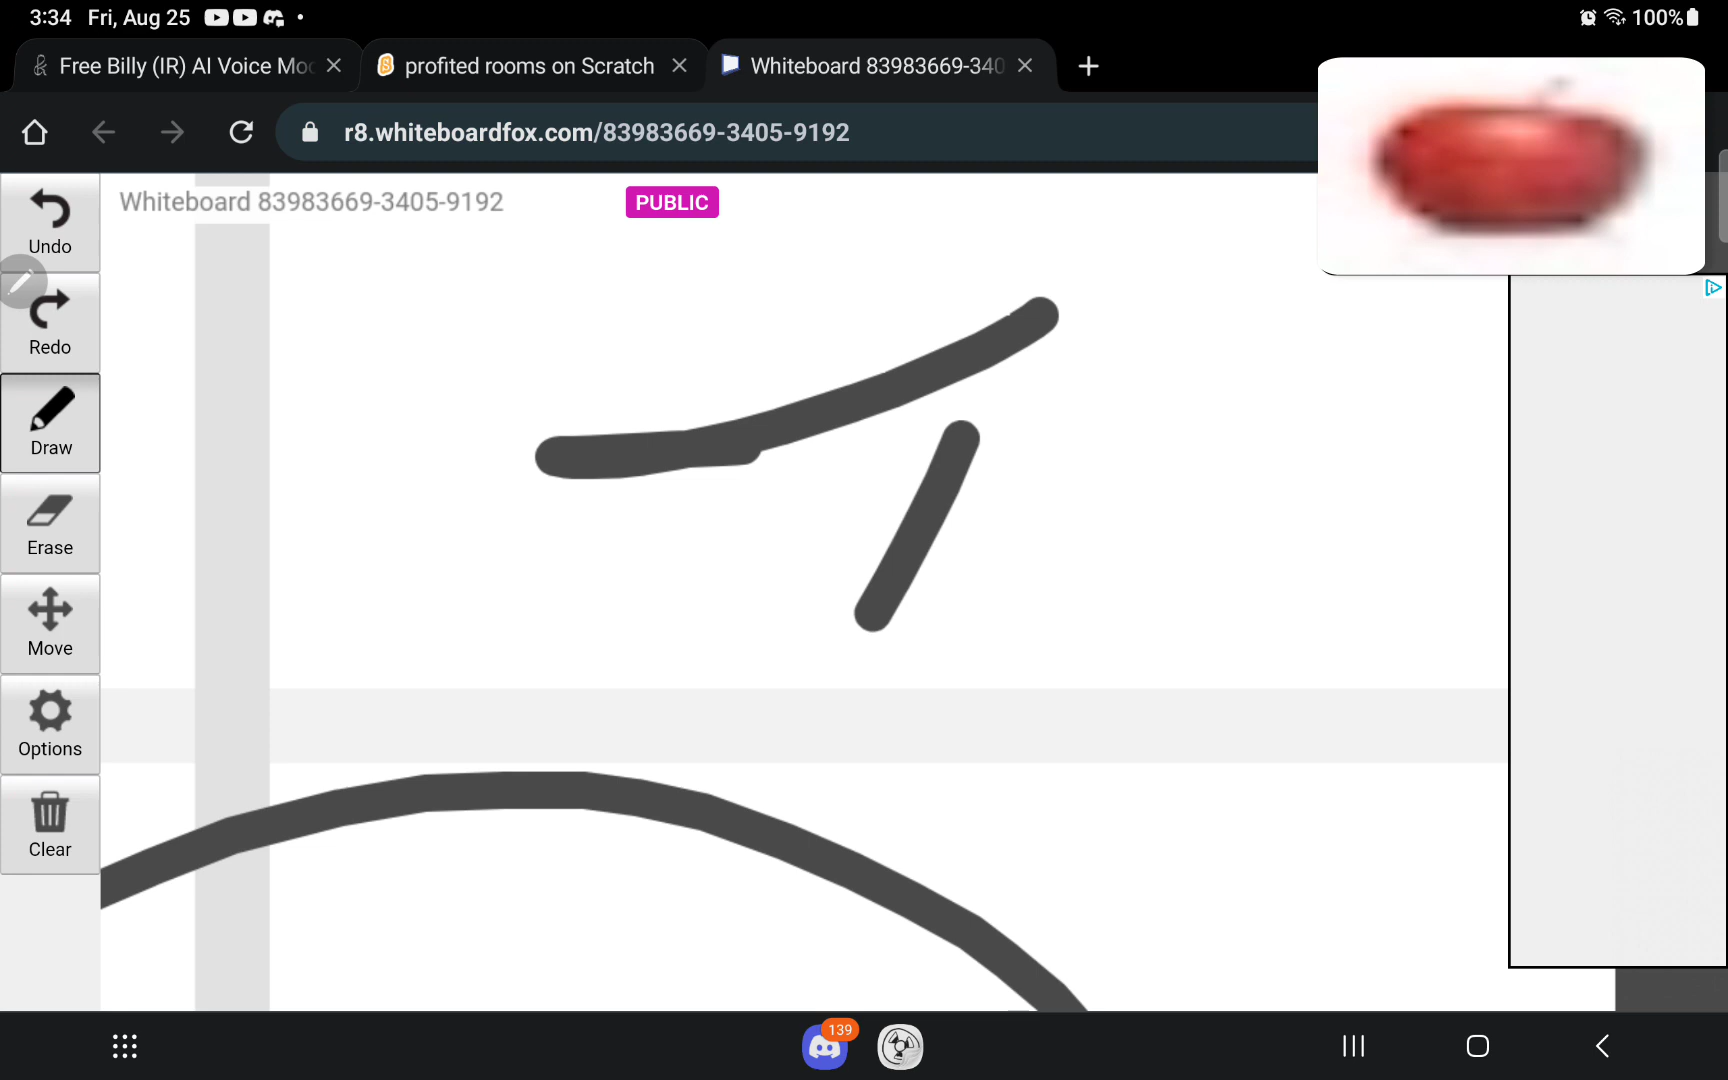 3:34 Fri, Aug 25
100%
Free Billy (IR) AI Voice Moc
profited rooms on Scratch
Whiteboard 83983669-340
r8.whiteboardfox.com/83983669-3405-9192
Whiteboard 83983669-3405-9192
PUBLIC
Undo
Redo
Draw
Erase
Move
Options
Clear
139